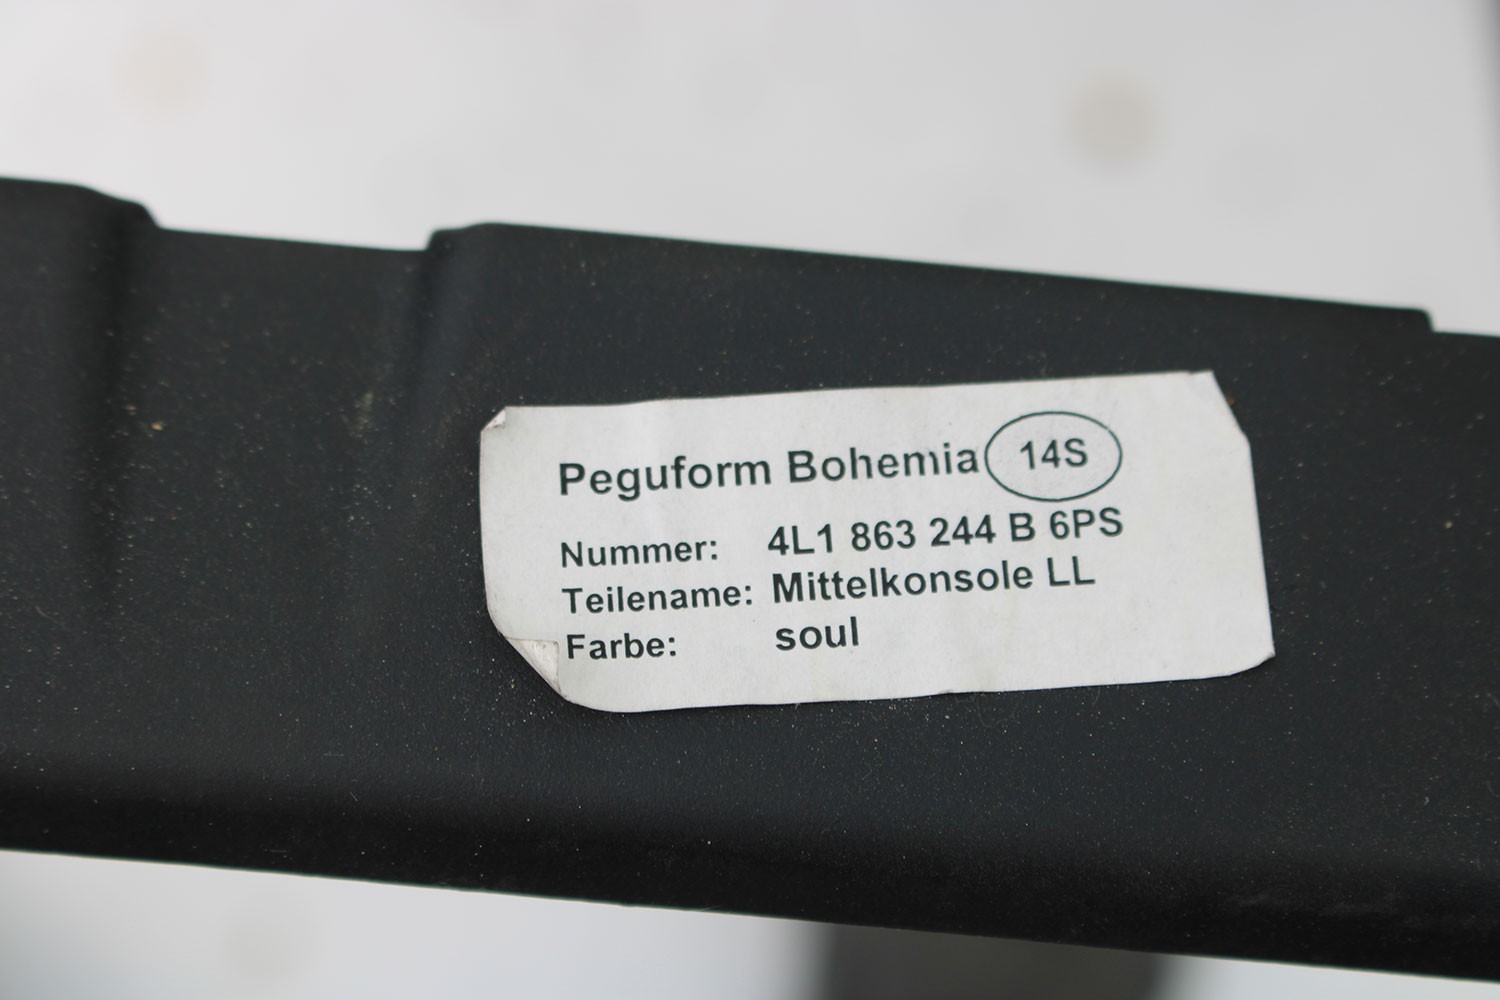 Peguform Bohemia 14S
Nummer: 4L1 863 244 B 6PS
Teilename: Mittelkonsole LL
Farbe: soul